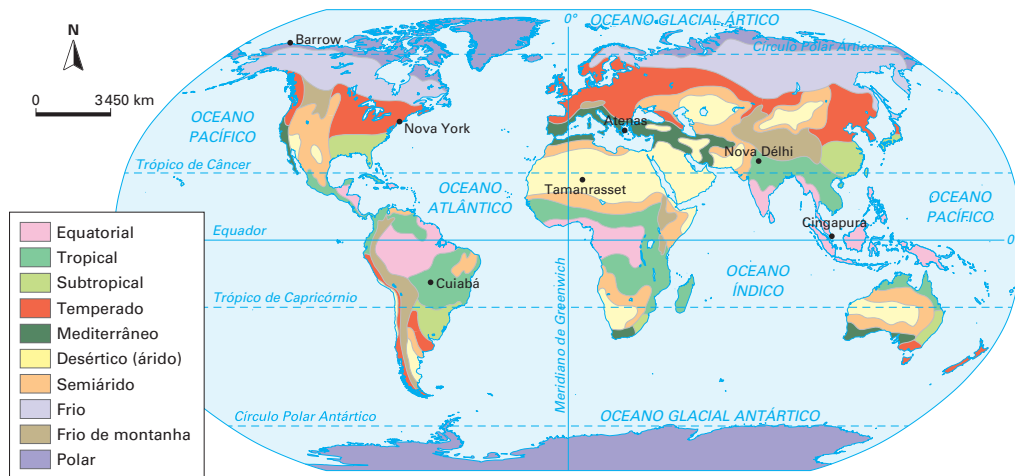 0°
OCEANO GLACIAL ÁRTICO
N
Barrow
Círculo Polar Ártico
0 3 450 km
OCEANO
PACÍFICO
Nova York
Atenas
Nova Délhi
Trópico de Câncer
Tamanrasset
OCEANO
ATLÂNTICO
OCEANO
PACÍFICO
Cingapura
Equador
0°
Cuiabá
OCEANO
ÍNDICO
Trópico de Capricórnio
Meridiano de Greenwich
Círculo Polar Antártico
OCEANO GLACIAL ANTÁRTICO
Equatorial
Tropical
Subtropical
Temperado
Mediterrâneo
Desértico (árido)
Semiárido
Frio
Frio de montanha
Polar